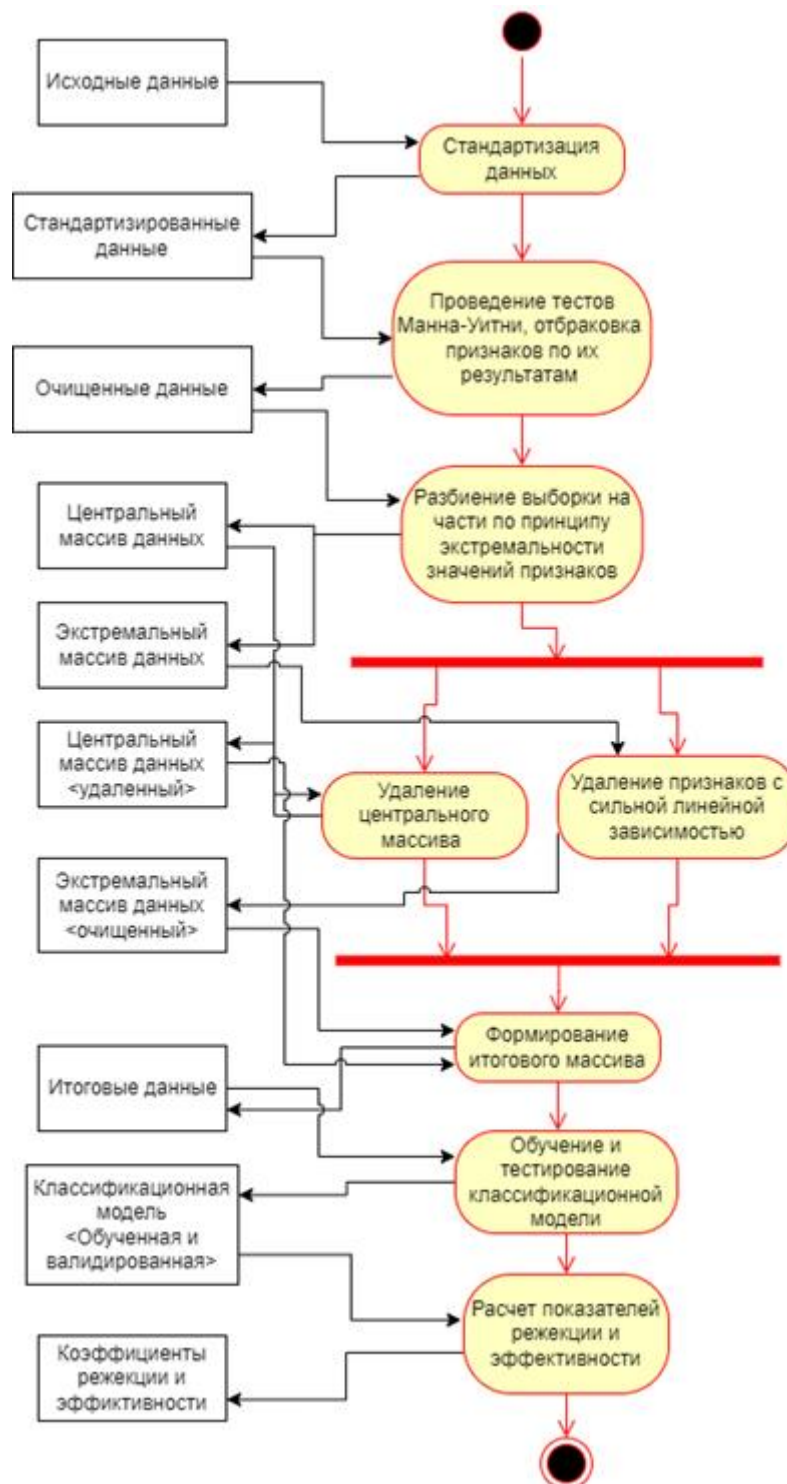 Исходные данные
Стандартизация
данных
Стандартизированные
данные
Проведение тестов
Манна-Уитни, отбраковка
признаков по их
результатам
Очищенные данные
Разбиение выборки на
части по принципу
экстремальности
значений признаков
Центральный
массив данных
Экстремальный
массив данных
Центральный
массив данных
<удаленный>
Удаление
центрального
массива
Удаление признаков с
сильной линейной
зависимостью
Экстремальный
массив данных
<очищенный>
Формирование
итогового массива
Итоговые данные
Обучение и
тестирование
классификационной
модели
Классификационная
модель
<Обученная и
валидированная>
Расчет показателей
режекции и
эффективности
Коэффициенты
режекции и
эффиктивности